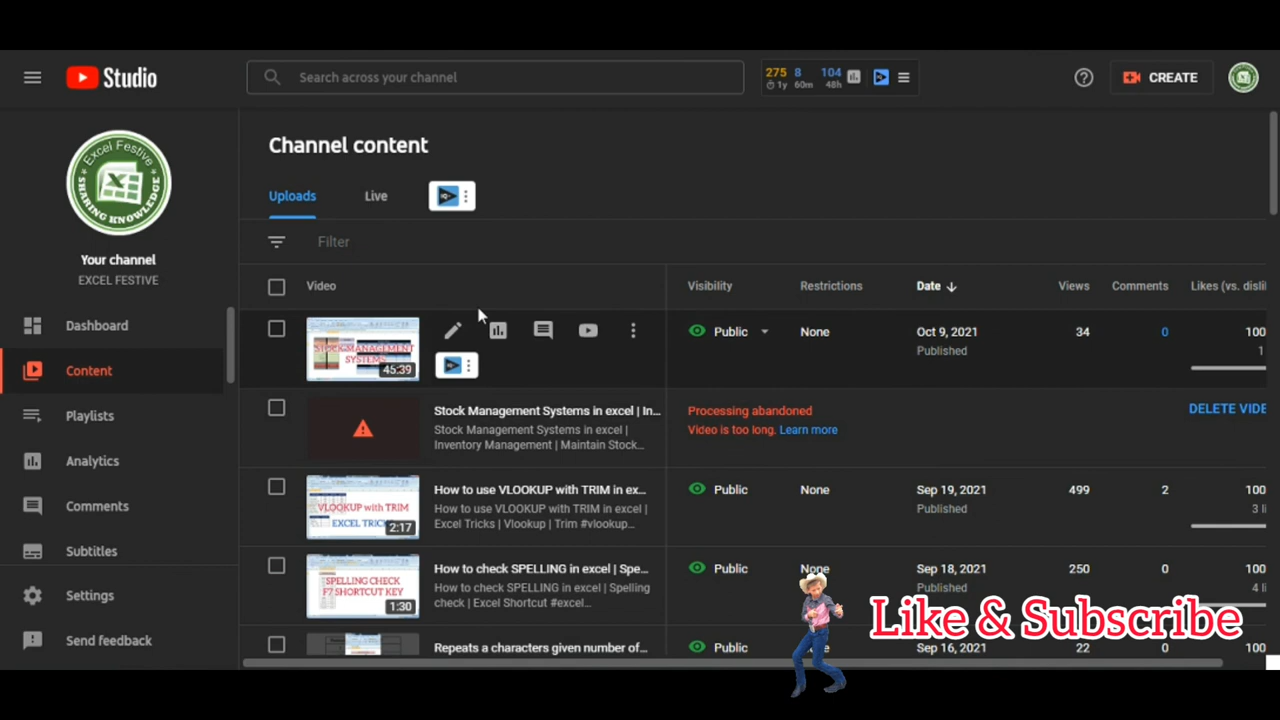 Studio
Search across your channel
275 8 104
1y 60m 48h
CREATE
Excel Festive
SHARING KNOWLEDGE
Your channel
EXCEL FESTIVE
Dashboard
Content
Playlists
Analytics
Comments
Subtitles
Settings
Send feedback
Channel content
Uploads Live
Filter
Video Visibility Restrictions Date Views Comments Likes (vs. disli
STOCK MANAGEMENT
SYSTEMS
45:39
Public None Oct 9, 2021 34 0 100
Published 1
Stock Management Systems in excel | In...
Stock Management Systems in excel |
Inventory Management | Maintain Stock...
Processing abandoned
Video is too long. Learn more
DELETE VIDE
VLOOKUP with TRIM
EXCEL TRICK
2:17
How to use VLOOKUP with TRIM in ex...
How to use VLOOKUP with TRIM in excel |
Excel Tricks | Vlookup | Trim #vlookup...
Public None Sep 19, 2021 499 2 100
Published 3 li
SPELLING CHECK
F7 SHORTCUT KEY
1:30
How to check SPELLING in excel | Spe...
How to check SPELLING in excel | Spelling
check | Excel Shortcut #excel...
Public None Sep 18, 2021 250 0 100
Published 4 li
Repeats a characters given number of...
Public None Sep 16, 2021 22 0 100
Like & Subscribe